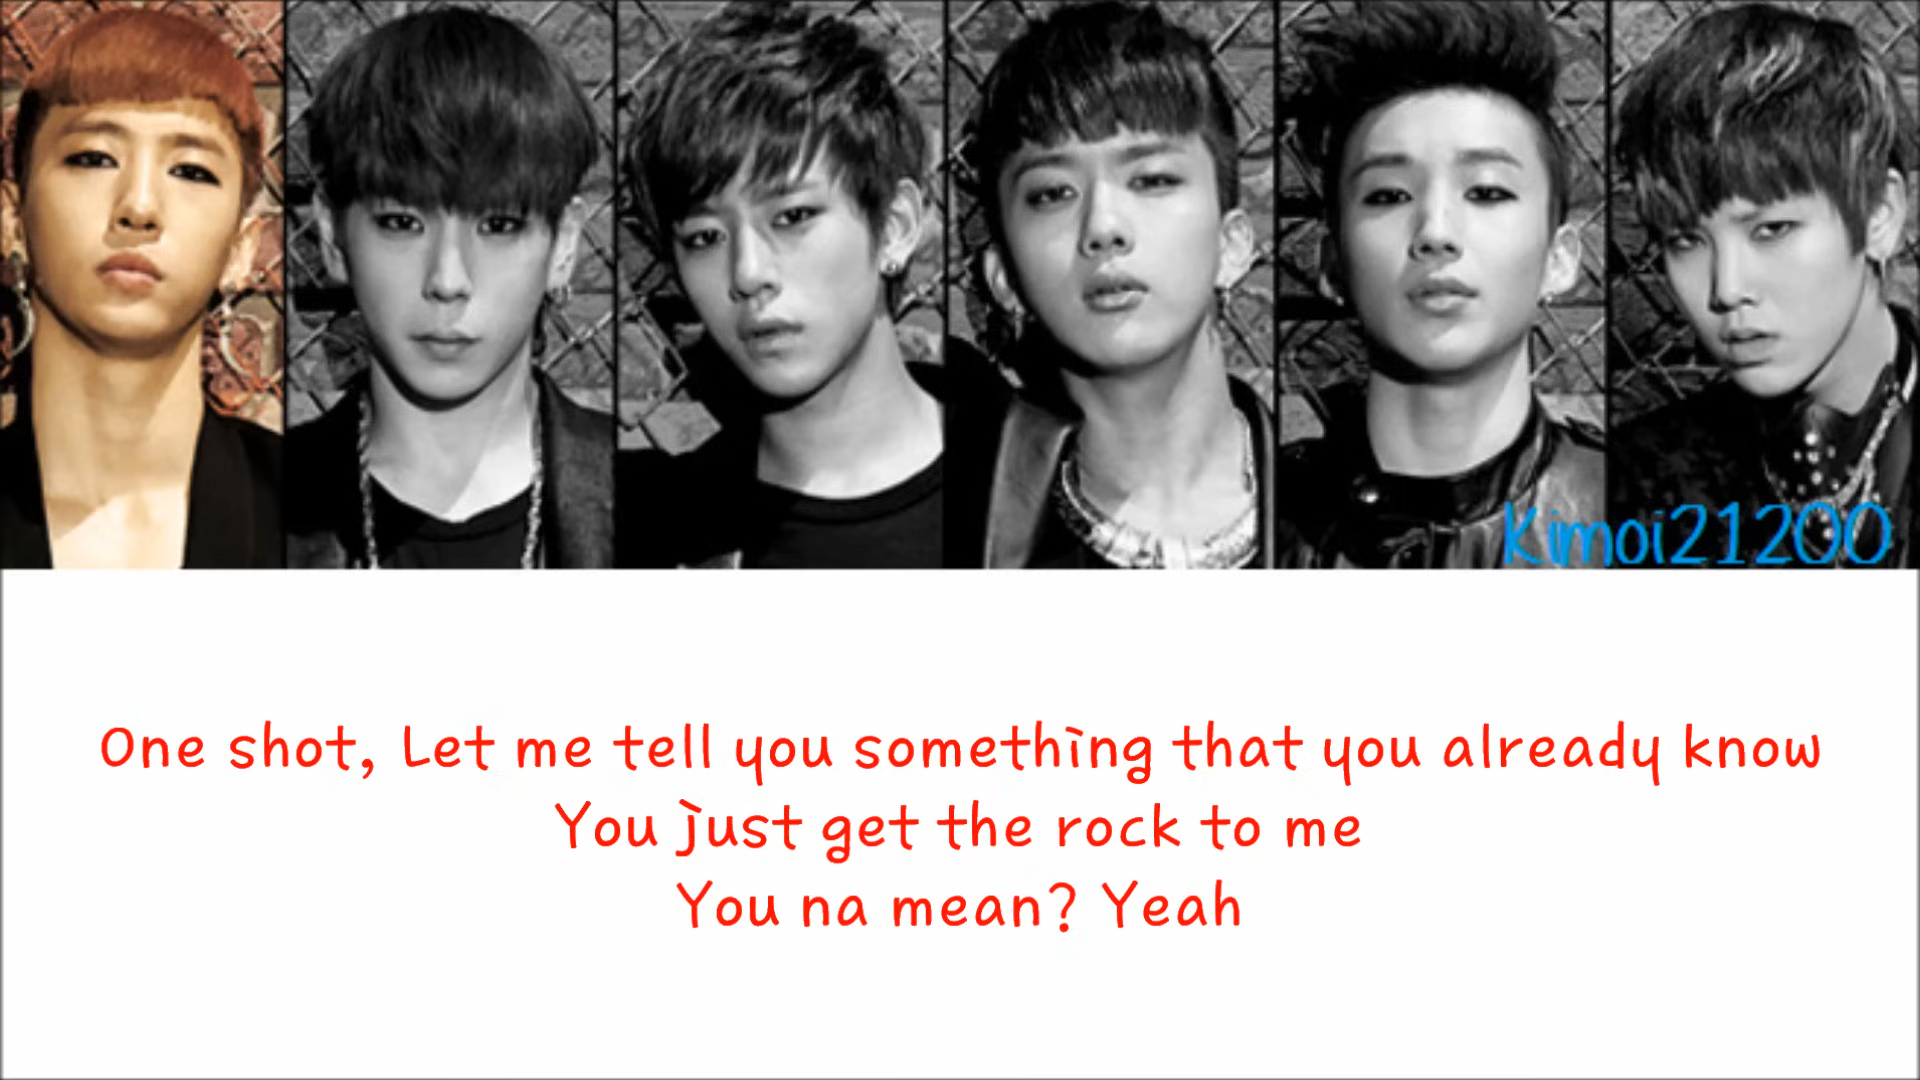 Kimoi21200
One shot, Let me tell you something that you already know
You just get the rock to me
You na mean? Yeah